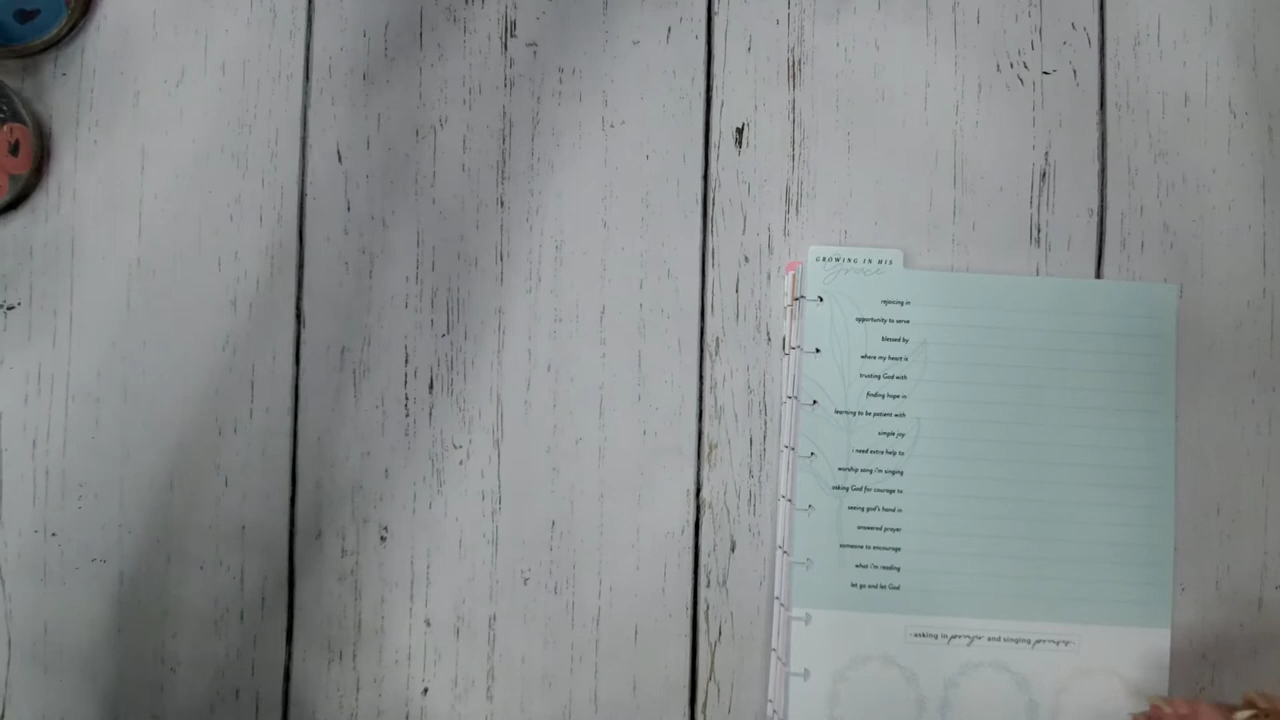 GROWING IN HIS
Grace
rejoicing in
opportunity to serve
blessed by
where my heart is
trusting God with
finding hope in
learning to be patient with
simple joy
i need extra help to
worship song i'm singing
asking God for courage to
seeing god's hand in
answered prayer
someone to encourage
what i'm reading
let go and let God
asking in prayer and singing praises